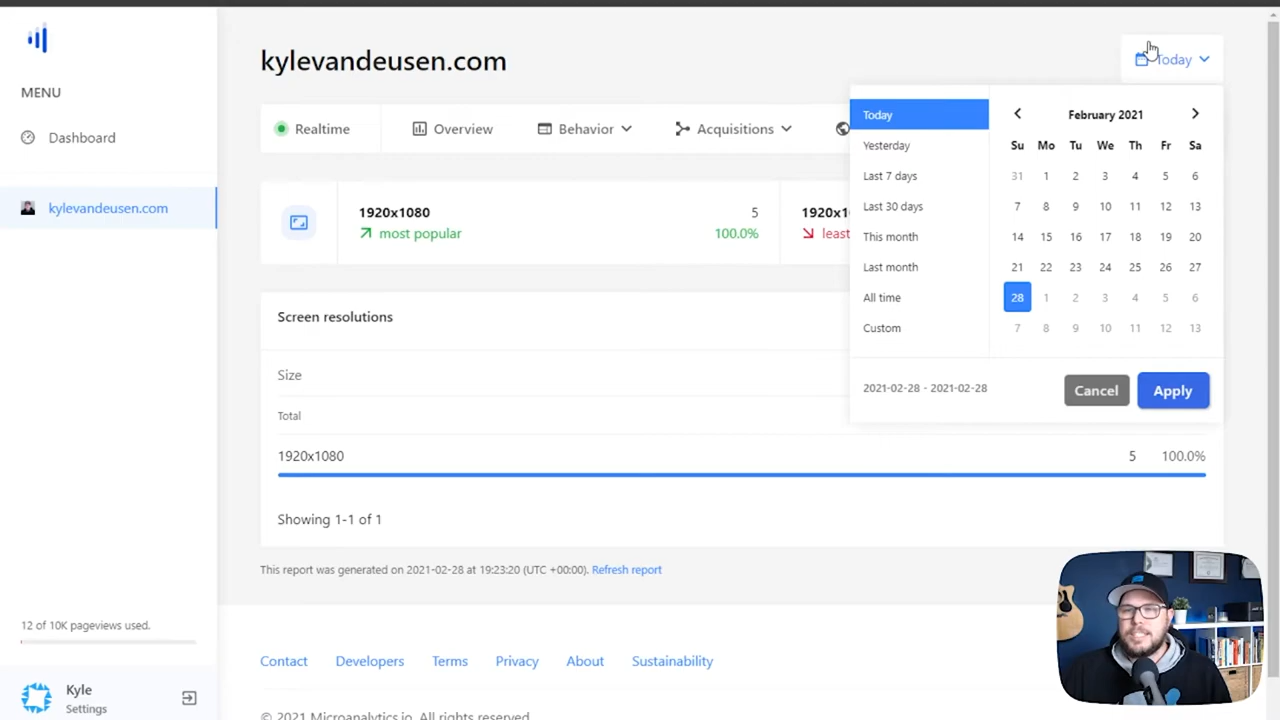 MENU
Dashboard
kylevandeusen.com
12 of 10K pageviews used.
Kyle
Settings
kylevandeusen.com
Today
Realtime
Overview
Behavior
Acquisitions
1920x1080
5
most popular
100.0%
least
Screen resolutions
Size
Total
1920x1080
5
100.0%
Showing 1-1 of 1
This report was generated on 2021-02-28 at 19:23:20 (UTC +00:00). Refresh report
Today
Yesterday
Last 7 days
Last 30 days
This month
Last month
All time
Custom
February 2021
Su Mo Tu We Th Fr Sa
31 1 2 3 4 5 6
7 8 9 10 11 12 13
14 15 16 17 18 19 20
21 22 23 24 25 26 27
28 1 2 3 4 5 6
7 8 9 10 11 12 13
2021-02-28 - 2021-02-28
Cancel
Apply
Contact
Developers
Terms
Privacy
About
Sustainability
© 2021 Microanalytics.io. All rights reserved.